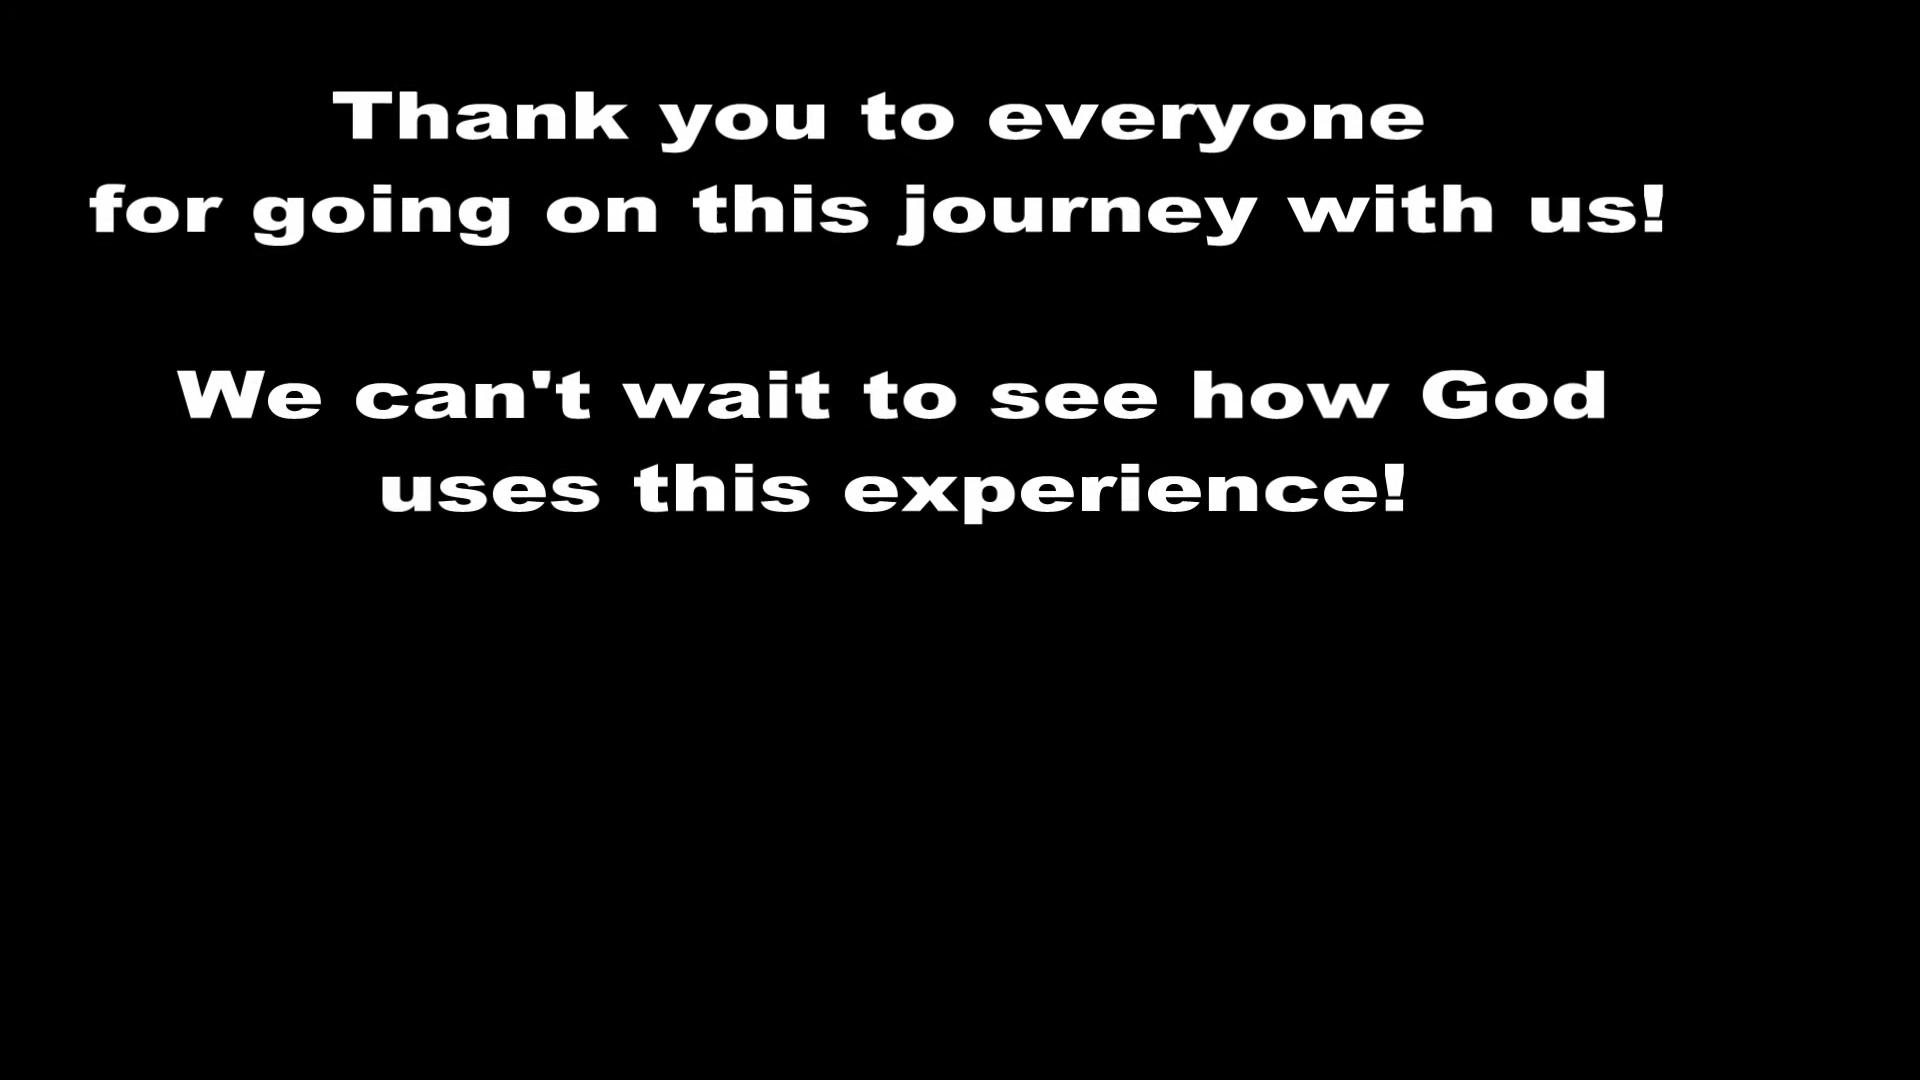 Thank you to everyone
for going on this journey with us!
We can't wait to see how God
uses this experience!